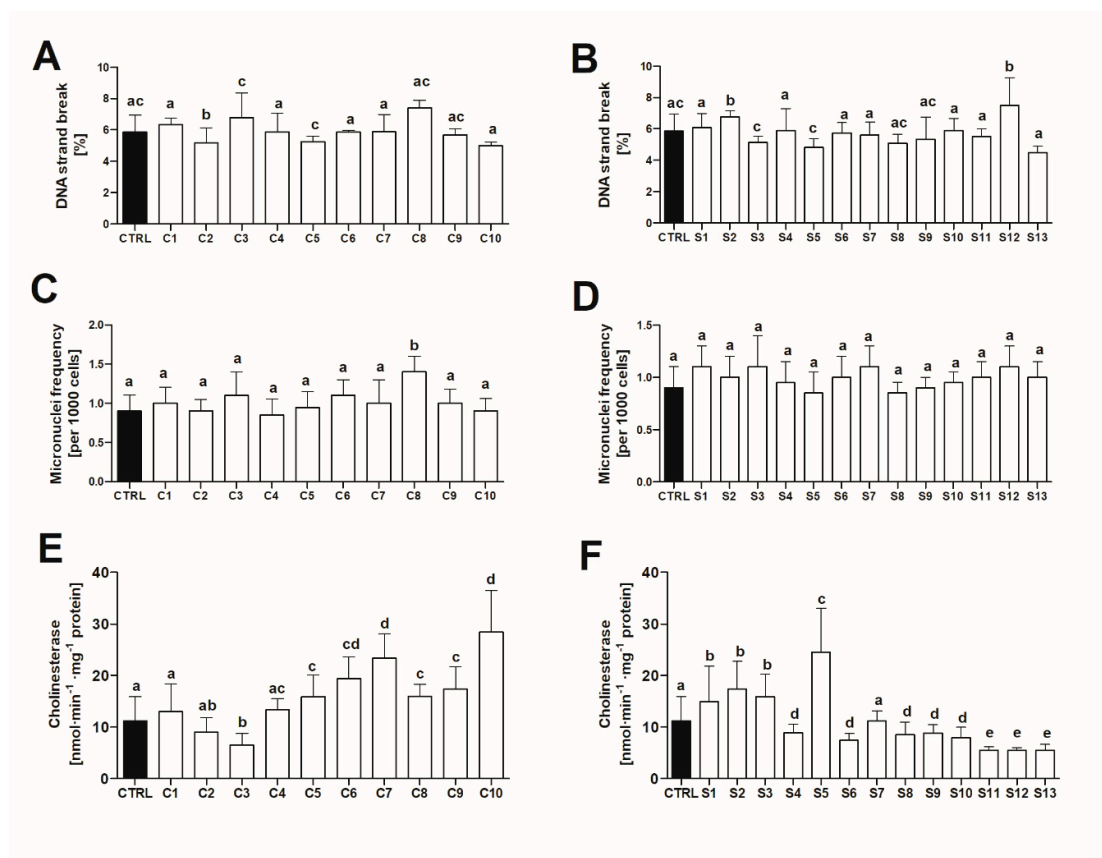 A
DNA strand break
[%]
10
8
6
4
2
0
ac a b c a c a a ac ac a
CTRL C1 C2 C3 C4 C5 C6 C7 C8 C9 C10
B
DNA strand break
[%]
10
8
6
4
2
0
ac a b c a c a a ac ac a a b a
CTRL S1 S2 S3 S4 S5 S6 S7 S8 S9 S10 S11 S12 S13
C
Micronuclei frequency
[per 1000 cells]
2.0
1.5
1.0
0.5
0.0
a a a a a a a a b a a
CTRL C1 C2 C3 C4 C5 C6 C7 C8 C9 C10
D
Micronuclei frequency
[per 1000 cells]
1.5
1.0
0.5
0.0
a a a a a a a a a a a a a a
CTRL S1 S2 S3 S4 S5 S6 S7 S8 S9 S10 S11 S12 S13
E
Cholinesterase
[nmol·min⁻¹ ·mg⁻¹ protein]
40
30
20
10
0
a a ab b ac c cd d c c d
CTRL C1 C2 C3 C4 C5 C6 C7 C8 C9 C10
F
Cholinesterase
[nmol·min⁻¹ ·mg⁻¹ protein]
40
30
20
10
0
a b b b d c d a d d d e e e
CTRL S1 S2 S3 S4 S5 S6 S7 S8 S9 S10 S11 S12 S13